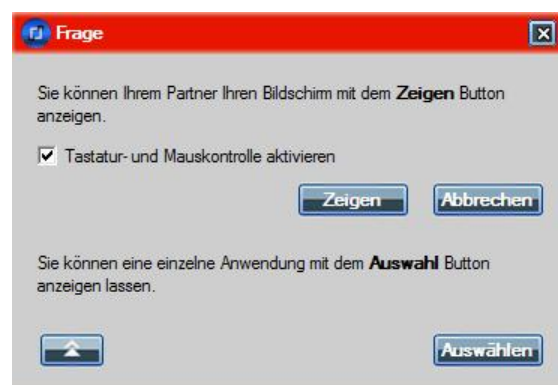 Frage
Sie können Ihrem Partner Ihren Bildschirm mit dem Zeigen Button
anzeigen.
Tastatur- und Mauskontrolle aktivieren
Zeigen Abbrechen
Sie können eine einzelne Anwendung mit dem Auswahl Button
anzeigen lassen.
Auswählen